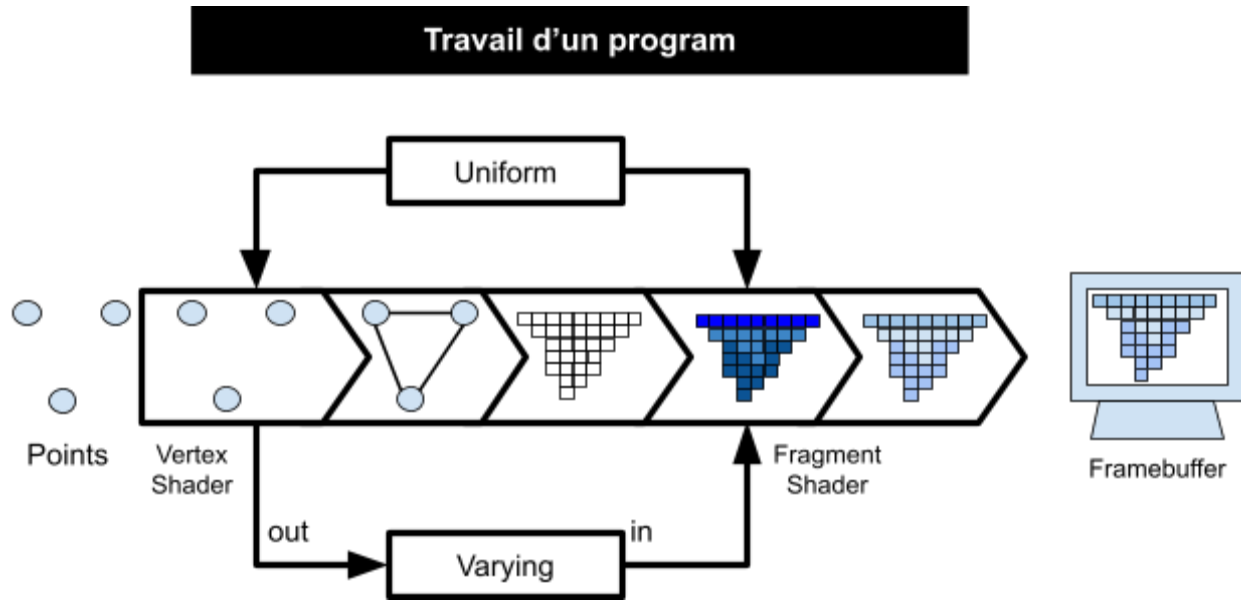 Travail d'un program
Uniform
Points
Vertex
Shader
Fragment
Shader
Framebuffer
out
in
Varying